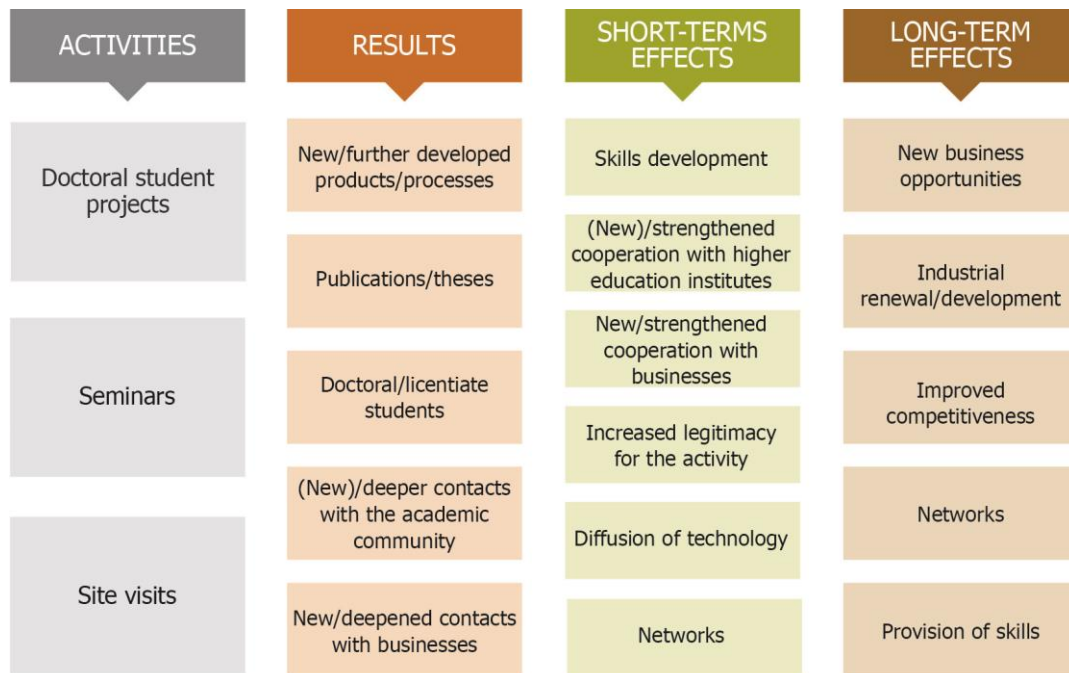 ACTIVITIES
Doctoral student
projects
Seminars
Site visits
RESULTS
New/further developed
products/processes
Publications/theses
Doctoral/licentiate
students
(New)/deeper contacts
with the academic
community
New/deepened contacts
with businesses
SHORT-TERMS
EFFECTS
Skills development
(New)/strengthened
cooperation with higher
education institutes
New/strengthened
cooperation with
businesses
Increased legitimacy
for the activity
Diffusion of technology
Networks
LONG-TERM
EFFECTS
New business
opportunities
Industrial
renewal/development
Improved
competitiveness
Networks
Provision of skills